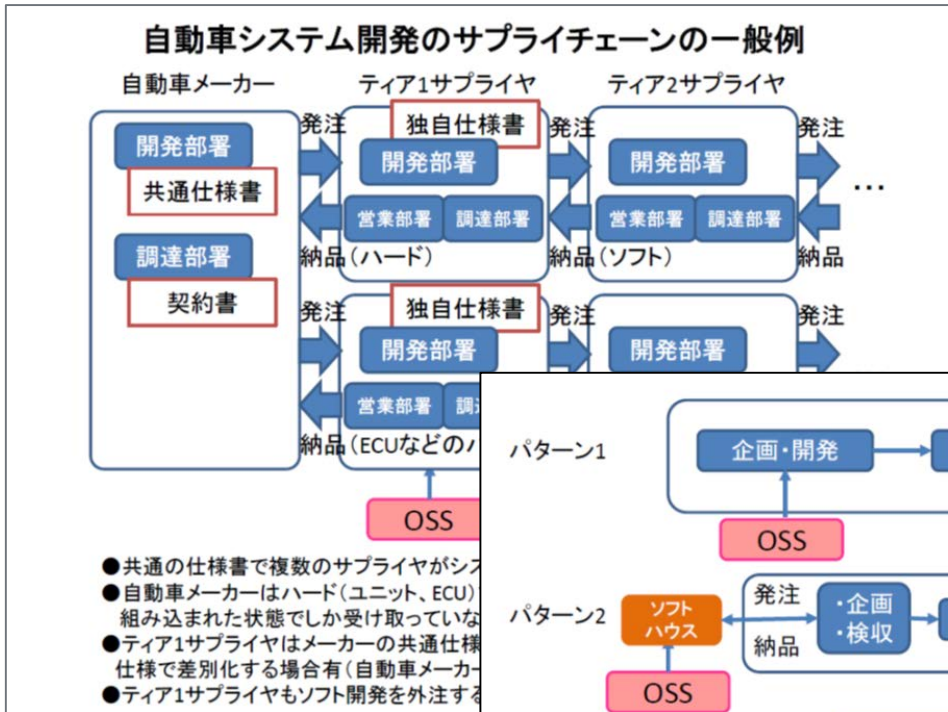 自動車システム開発のサプライチェーンの一般例
自動車メーカー
ティア1サプライヤ
ティア2サプライヤ
開発部署
共通仕様書
調達部署
契約書
発注
独自仕様書
開発部署
営業部署
調達部署
納品
(ハード)
発注
開発部署
営業部署
調達部署
納品
(ソフト)
発注
…
納品
発注
独自仕様書
開発部署
営業部署
納品
(ECUなどの
発注
開発部署
発注
OSS
●共通の仕様書で複数のサプライヤがシス
●自動車メーカーはハード(ユニット、ECU)
組み込まれた状態でしか受け取っていな
●ティア1サプライヤはメーカーの共通仕様
仕様で差別化する場合有(自動車メーカー
●ティア1サプライヤもソフト開発を外注する
パターン1
企画・開発
OSS
パターン2
ソフト
ハウス
発注
納品
・企画
・検収
OSS